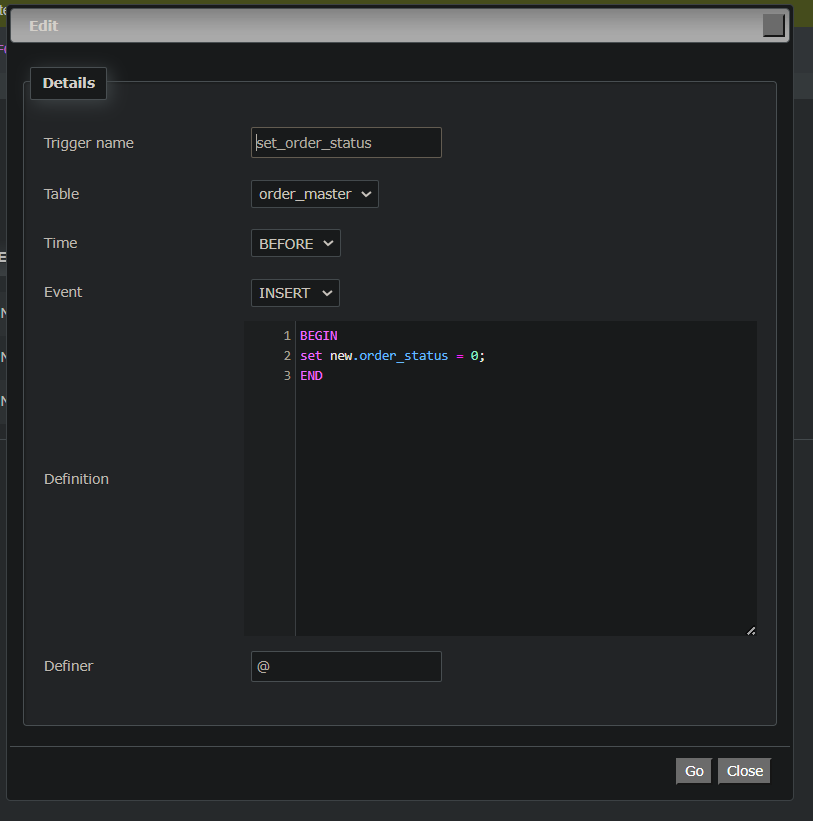 Edit
Details
Trigger name
set_order_status
Table
order_master
Time
BEFORE
Event
INSERT
Definition
1 BEGIN
2 set new.order_status = 0;
3 END
Definer
@
Go
Close